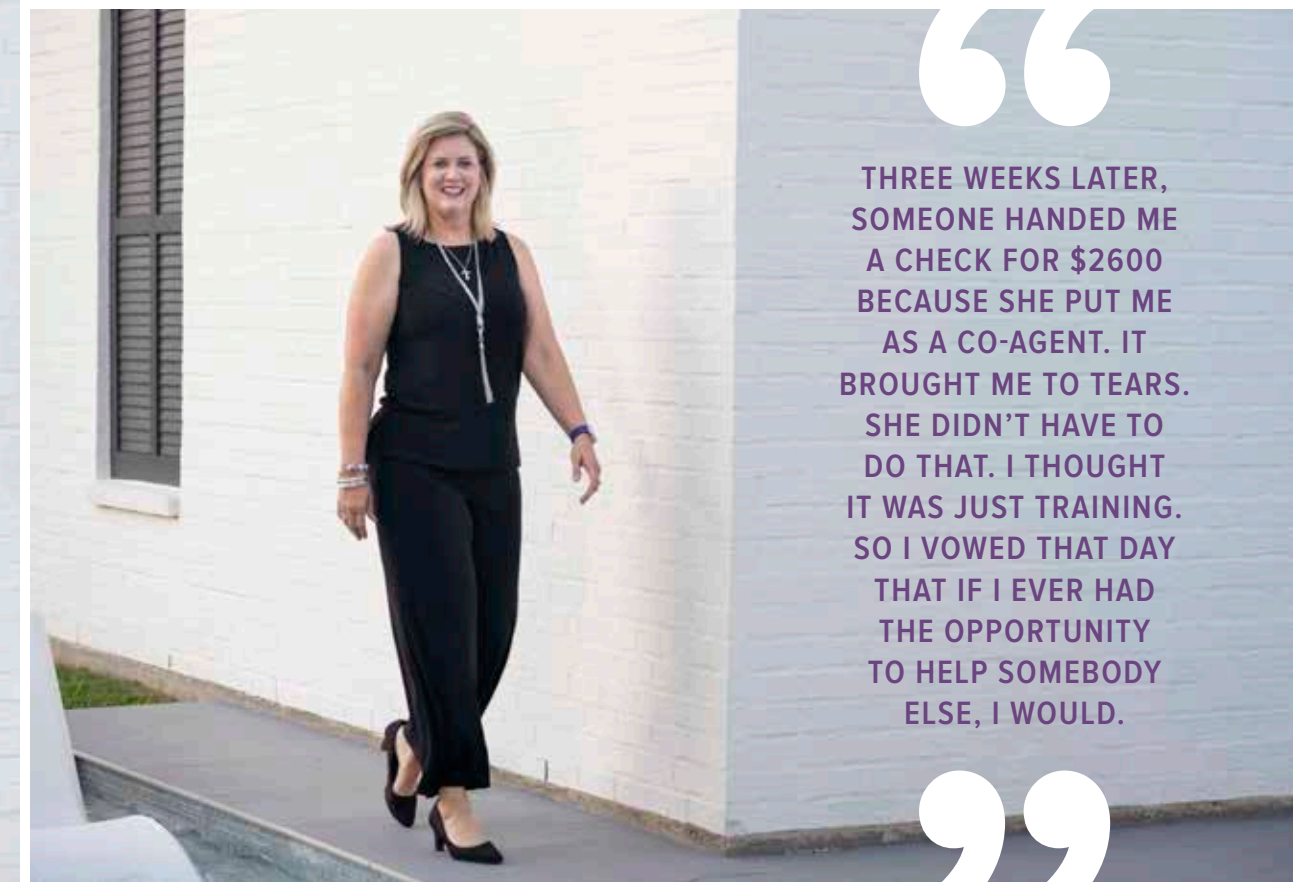 “
THREE WEEKS LATER,
SOMEONE HANDED ME
A CHECK FOR $2600
BECAUSE SHE PUT ME
AS A CO-AGENT. IT
BROUGHT ME TO TEARS.
SHE DIDN’T HAVE TO
DO THAT. I THOUGHT
IT WAS JUST TRAINING.
SO I VOWED THAT DAY
THAT IF I EVER HAD
THE OPPORTUNITY
TO HELP SOMEBODY
ELSE, I WOULD.
”